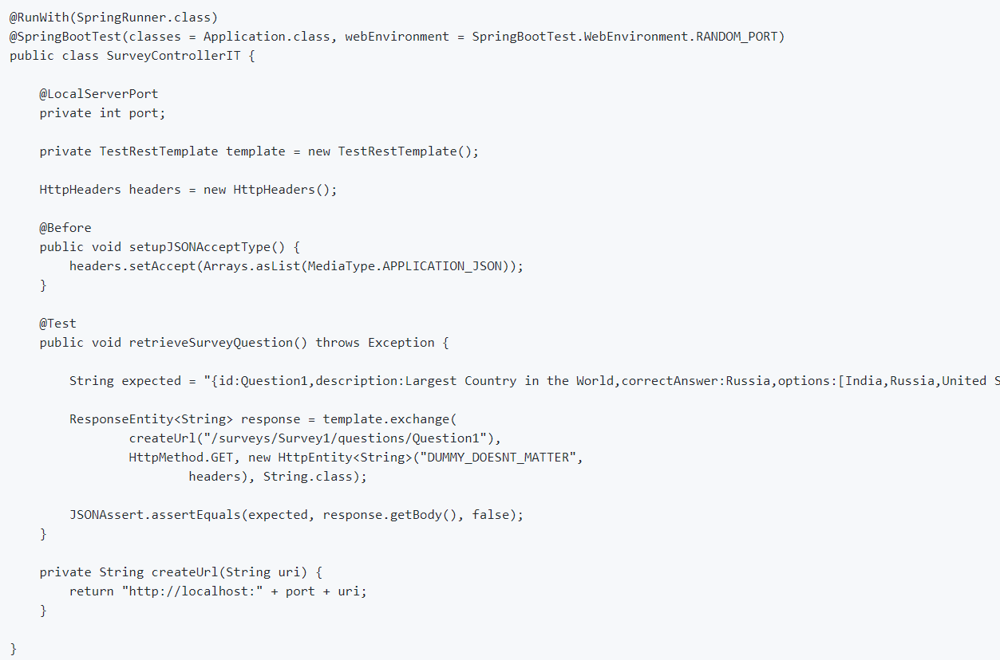 @RunWith(SpringRunner.class)
@SpringBootTest(classes = Application.class, webEnvironment = SpringBootTest.WebEnvironment.RANDOM_PORT)
public class SurveyControllerIT {
@LocalServerPort
private int port;
private TestRestTemplate template = new TestRestTemplate();
HttpHeaders headers = new HttpHeaders();
@Before
public void setupJSONAcceptType() {
headers.setAccept(Arrays.asList(MediaType.APPLICATION_JSON));
}
@Test
public void retrieveSurveyQuestion() throws Exception {
String expected = "{id:Question1,description:Largest Country in the World,correctAnswer:Russia,options:[India,Russia,United S
ResponseEntity<String> response = template.exchange(
createUrl("/surveys/Survey1/questions/Question1"),
HttpMethod.GET, new HttpEntity<String>("DUMMY_DOESNT_MATTER",
headers), String.class);
JSONAssert.assertEquals(expected, response.getBody(), false);
}
private String createUrl(String uri) {
return "http://localhost:" + port + uri;
}
}